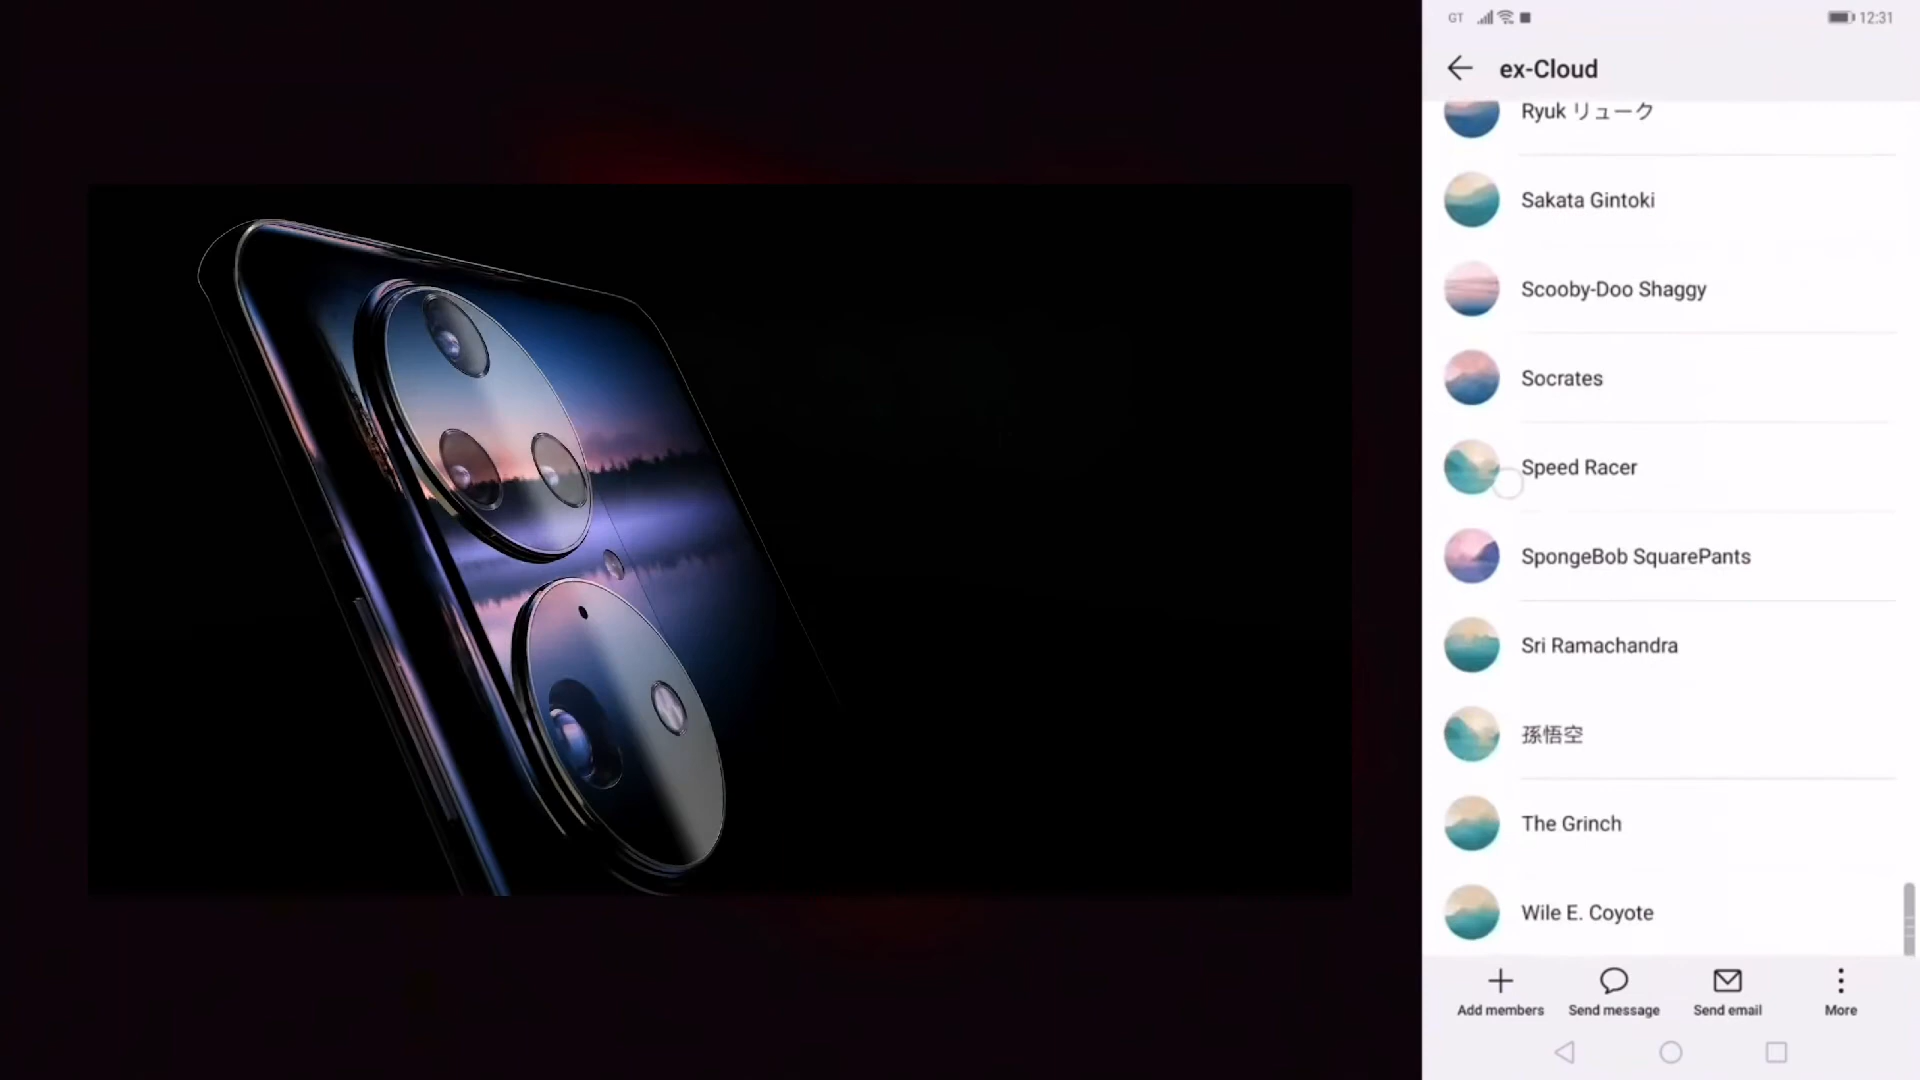 GT
12:31
ex-Cloud
Ryuk リューク
Sakata Gintoki
Scooby-Doo Shaggy
Socrates
Speed Racer
SpongeBob SquarePants
Sri Ramachandra
孫悟空
The Grinch
Wile E. Coyote
Add members
Send message
Send email
More